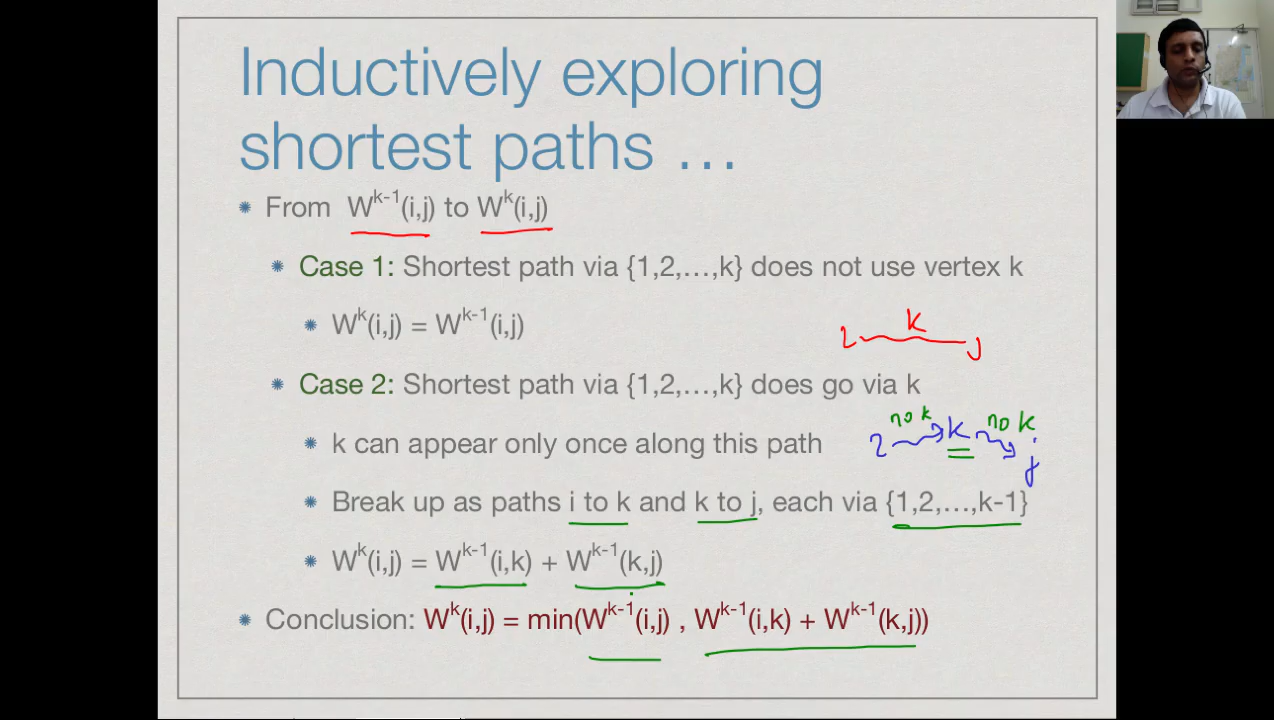 Inductively exploring
shortest paths …
From W^k-1(i,j) to W^k(i,j)
Case 1: Shortest path via {1,2,…,k} does not use vertex k
W^k(i,j) = W^k-1(i,j)
i k j
Case 2: Shortest path via {1,2,…,k} does go via k
no k no k
i k j
k can appear only once along this path
Break up as paths i to k and k to j, each via {1,2,…,k-1}
W^k(i,j) = W^k-1(i,k) + W^k-1(k,j)
Conclusion: W^k(i,j) = min(W^k-1(i,j) , W^k-1(i,k) + W^k-1(k,j))